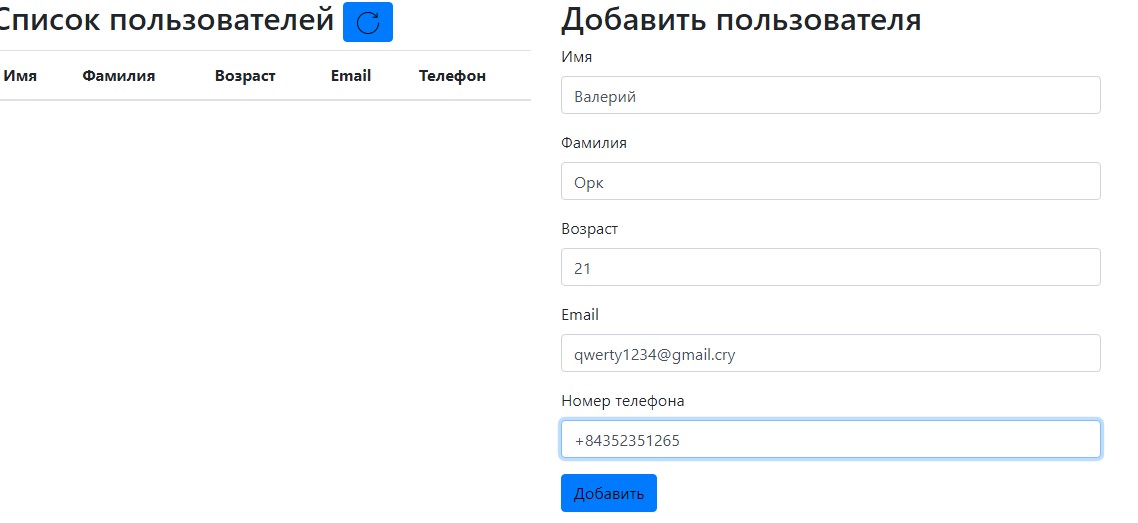 Список пользователей
Имя Фамилия Возраст Email Телефон
Добавить пользователя
Имя
Валерий
Фамилия
Орк
Возраст
21
Email
qwerty1234@gmail.cry
Номер телефона
+84352351265
Добавить